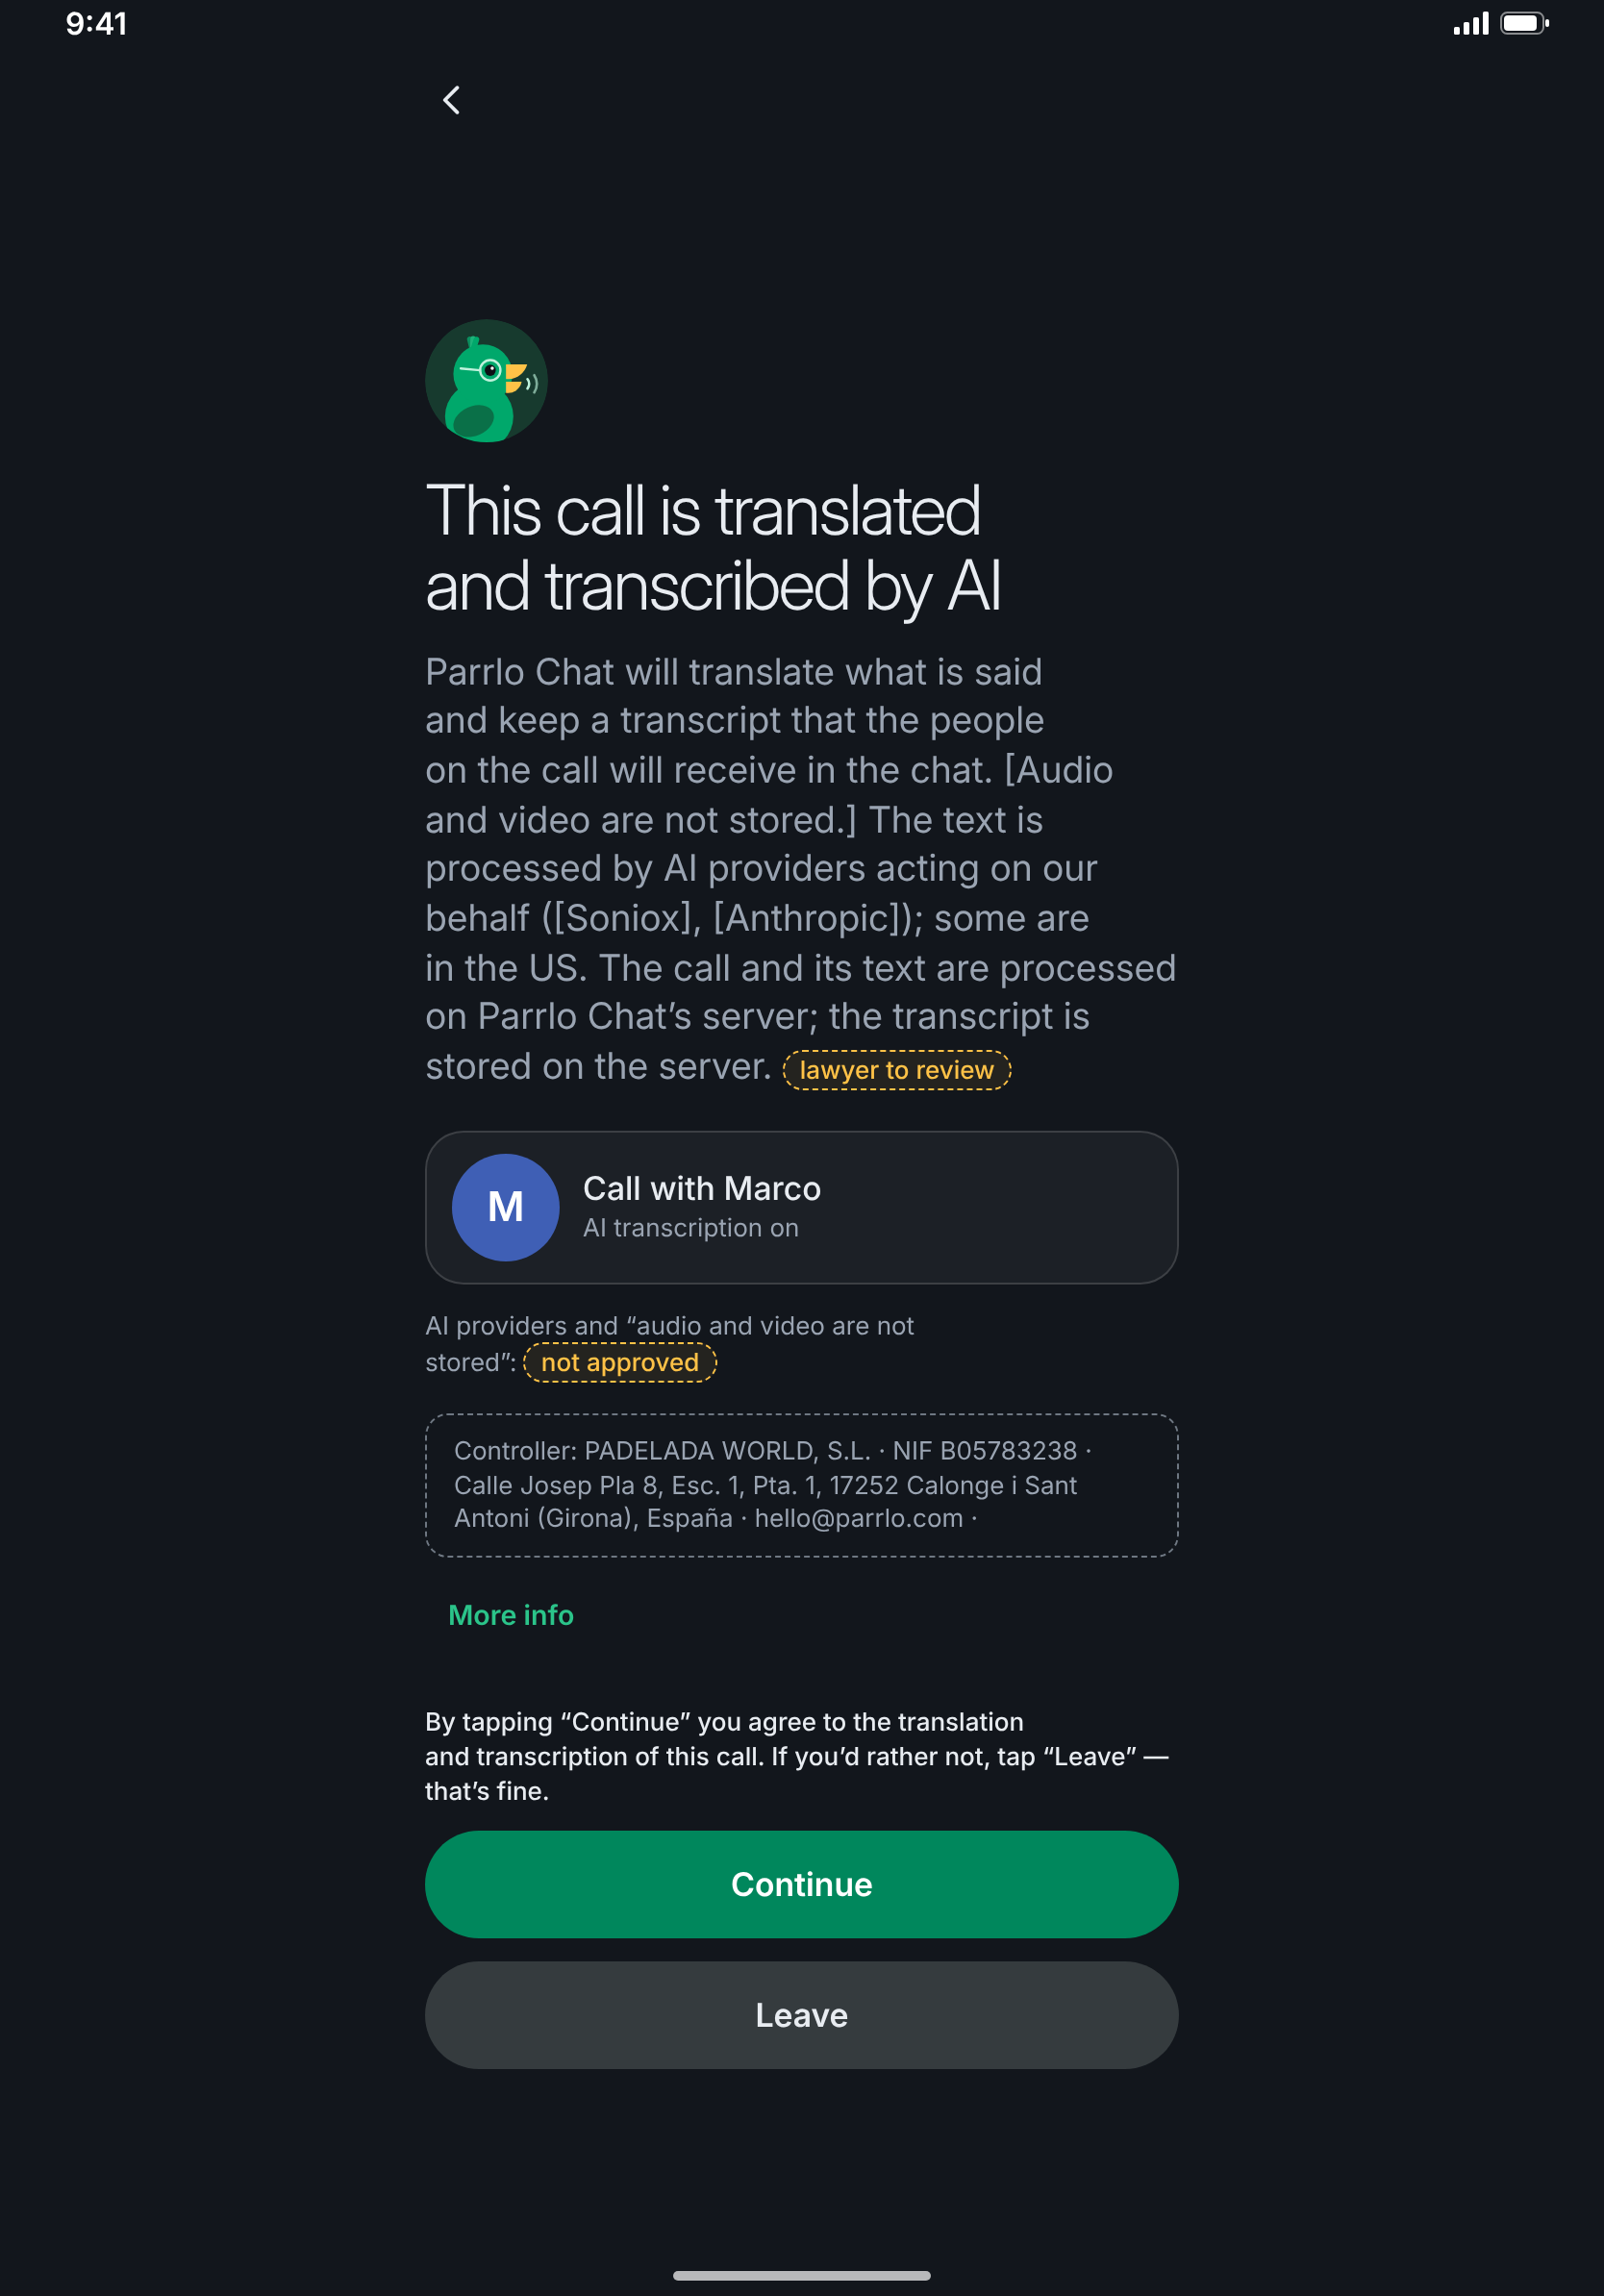 9:41
This call is translated
and transcribed by AI
Parrlo Chat will translate what is said
and keep a transcript that the people
on the call will receive in the chat. [Audio
and video are not stored.] The text is
processed by AI providers acting on our
behalf ([Soniox], [Anthropic]); some are
in the US. The call and its text are processed
on Parrlo Chat’s server; the transcript is
stored on the server. lawyer to review
M
Call with Marco
AI transcription on
AI providers and “audio and video are not
stored”: not approved
Controller: PADELADA WORLD, S.L. · NIF B05783238 ·
Calle Josep Pla 8, Esc. 1, Pta. 1, 17252 Calonge i Sant
Antoni (Girona), España · hello@parrlo.com ·
More info
By tapping “Continue” you agree to the translation
and transcription of this call. If you’d rather not, tap “Leave” —
that’s fine.
Continue
Leave